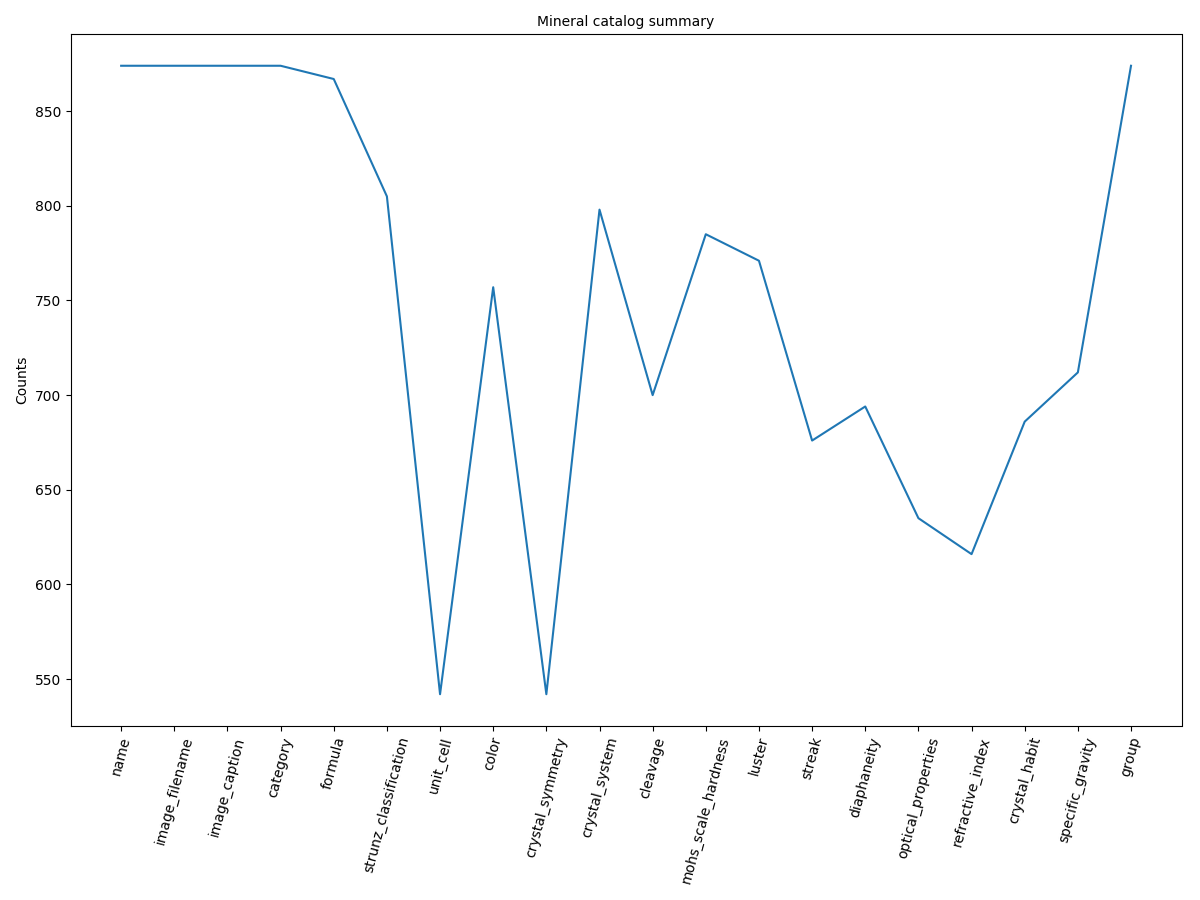 Mineral catalog summary
Counts
850
800
750
700
650
600
550
name
image_filename
image_caption
category
formula
strunz_classification
unit_cell
color
crystal_symmetry
crystal_system
cleavage
mohs_scale_hardness
luster
streak
diaphaneity
optical_properties
refractive_index
crystal_habit
specific_gravity
group